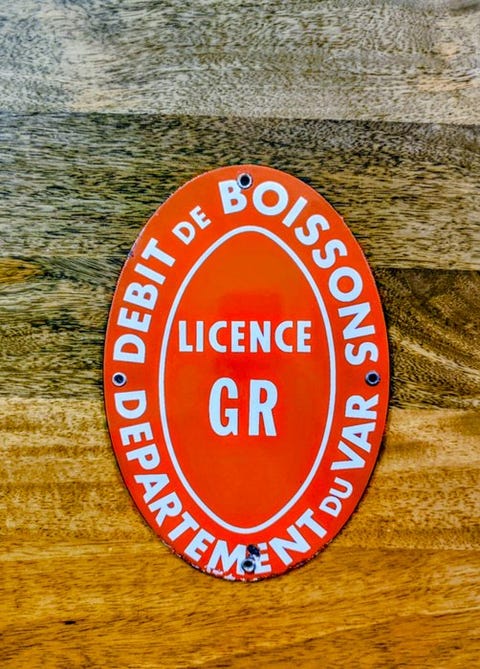 DEBIT DE BOISSONS
LICENCE
GR
DEPARTEMENT DU VAR